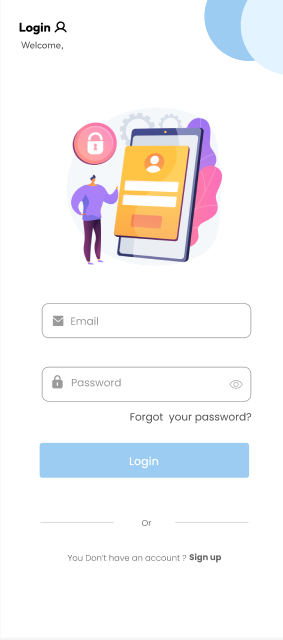 Login
Welcome,
Email
Password
Forgot your password?
Login
Or
You Don't have an account ? Sign up